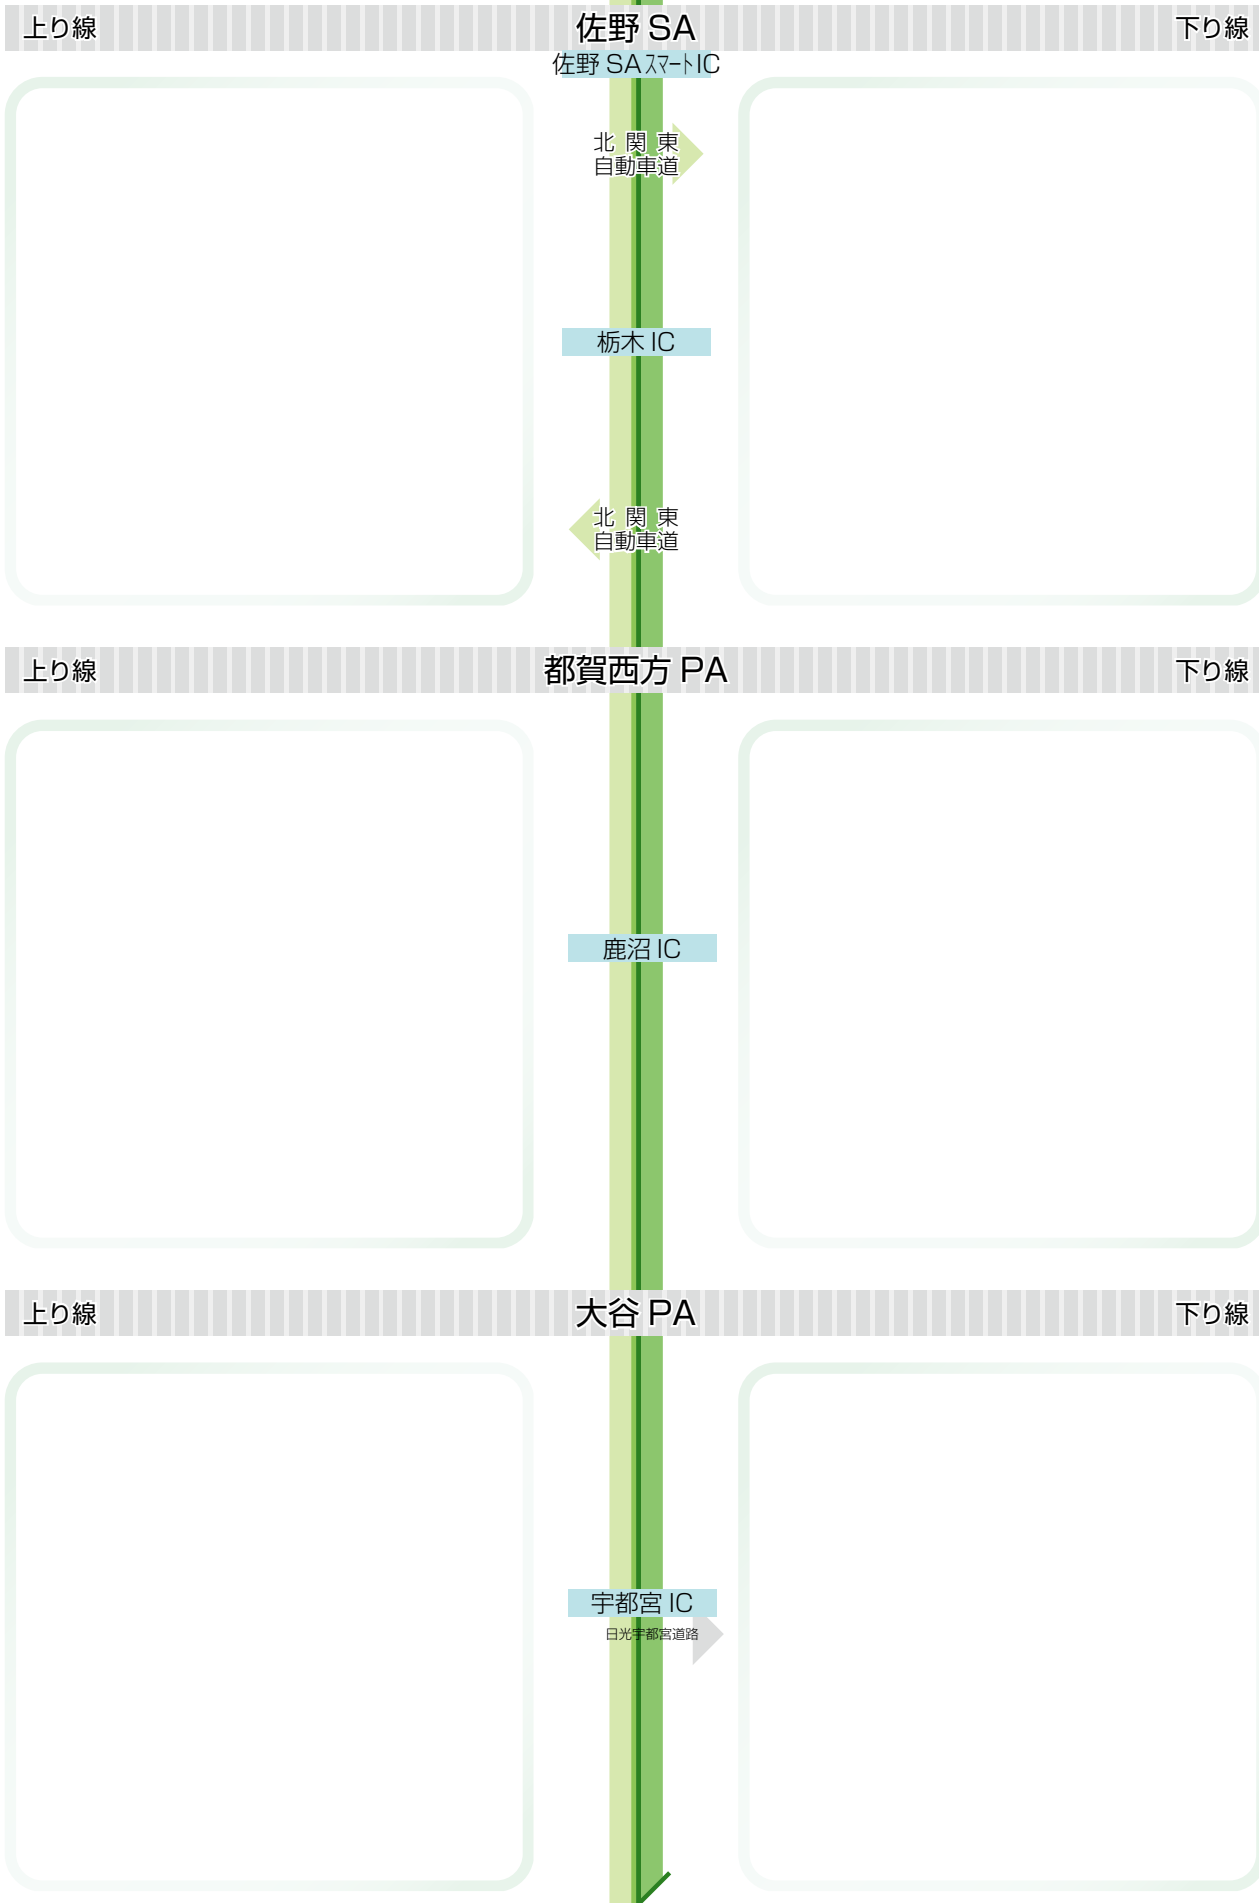 上り線 佐野 SA 下り線
佐野 SAスマートIC
北 関 東
自動車道
栃木 IC
北 関 東
自動車道
上り線 都賀西方 PA 下り線
鹿沼 IC
上り線 大谷 PA 下り線
宇都宮 IC
日光宇都宮道路